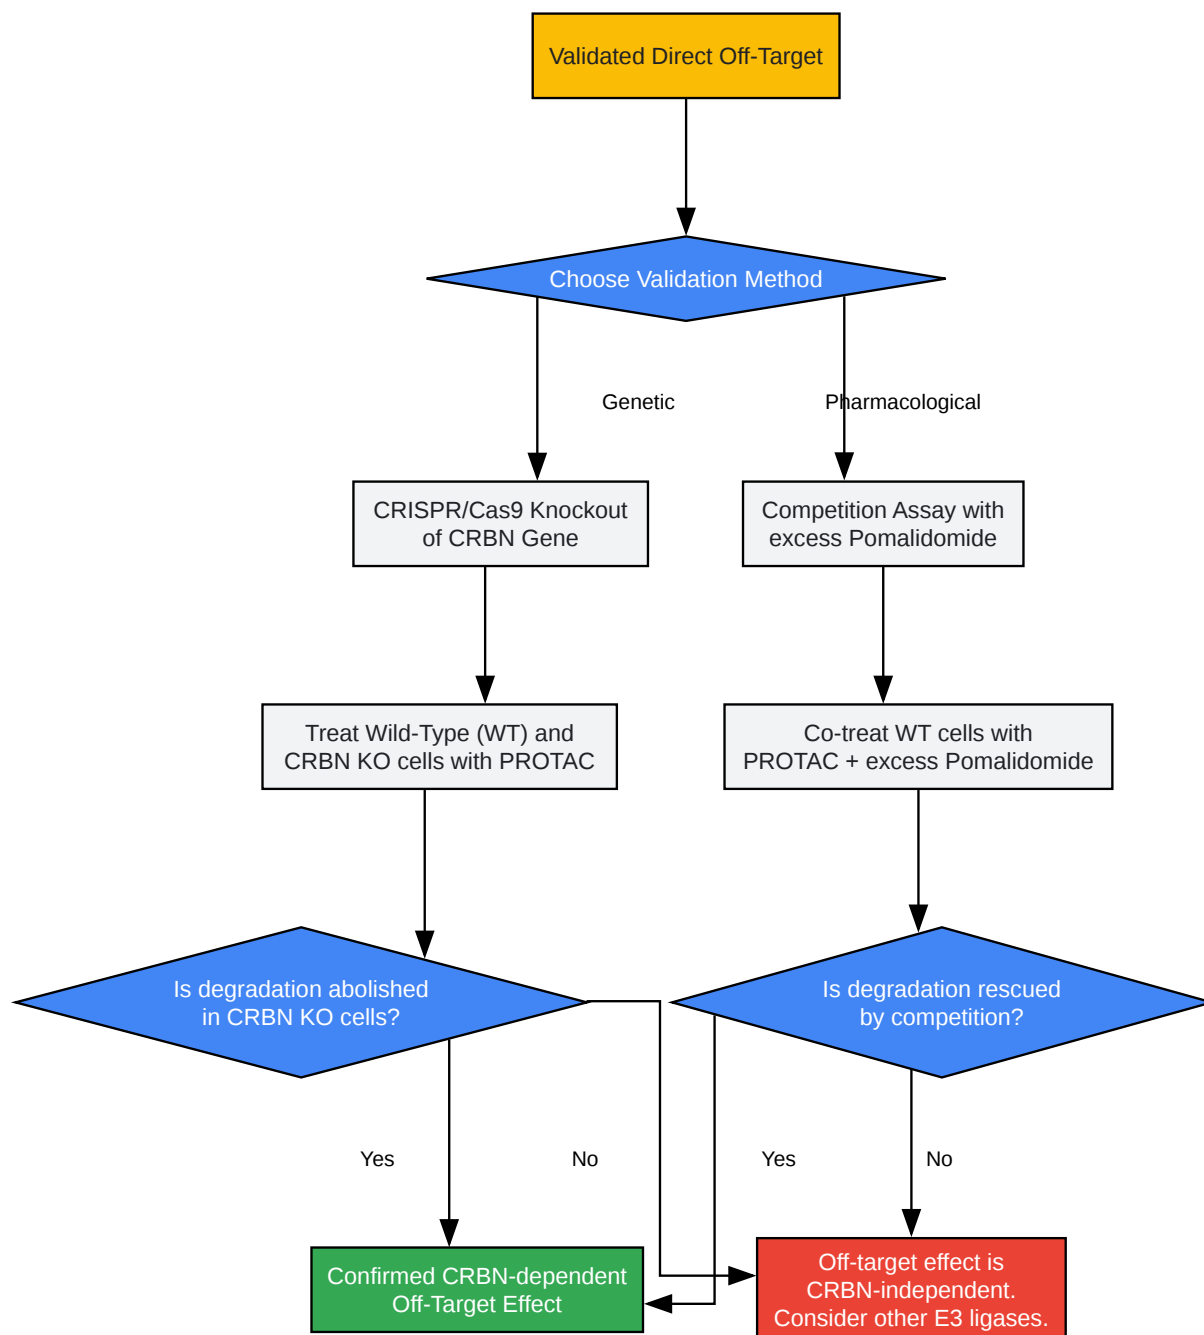 Validated Direct Off-Target
Choose Validation Method
Genetic
Pharmacological
CRISPR/Cas9 Knockout
of CRBN Gene
Competition Assay with
excess Pomalidomide
Treat Wild-Type (WT) and
CRBN KO cells with PROTAC
Co-treat WT cells with
PROTAC + excess Pomalidomide
Is degradation abolished
in CRBN KO cells?
Is degradation rescued
by competition?
Yes
No
Yes
No
Confirmed CRBN-dependent
Off-Target Effect
Off-target effect is
CRBN-independent.
Consider other E3 ligases.